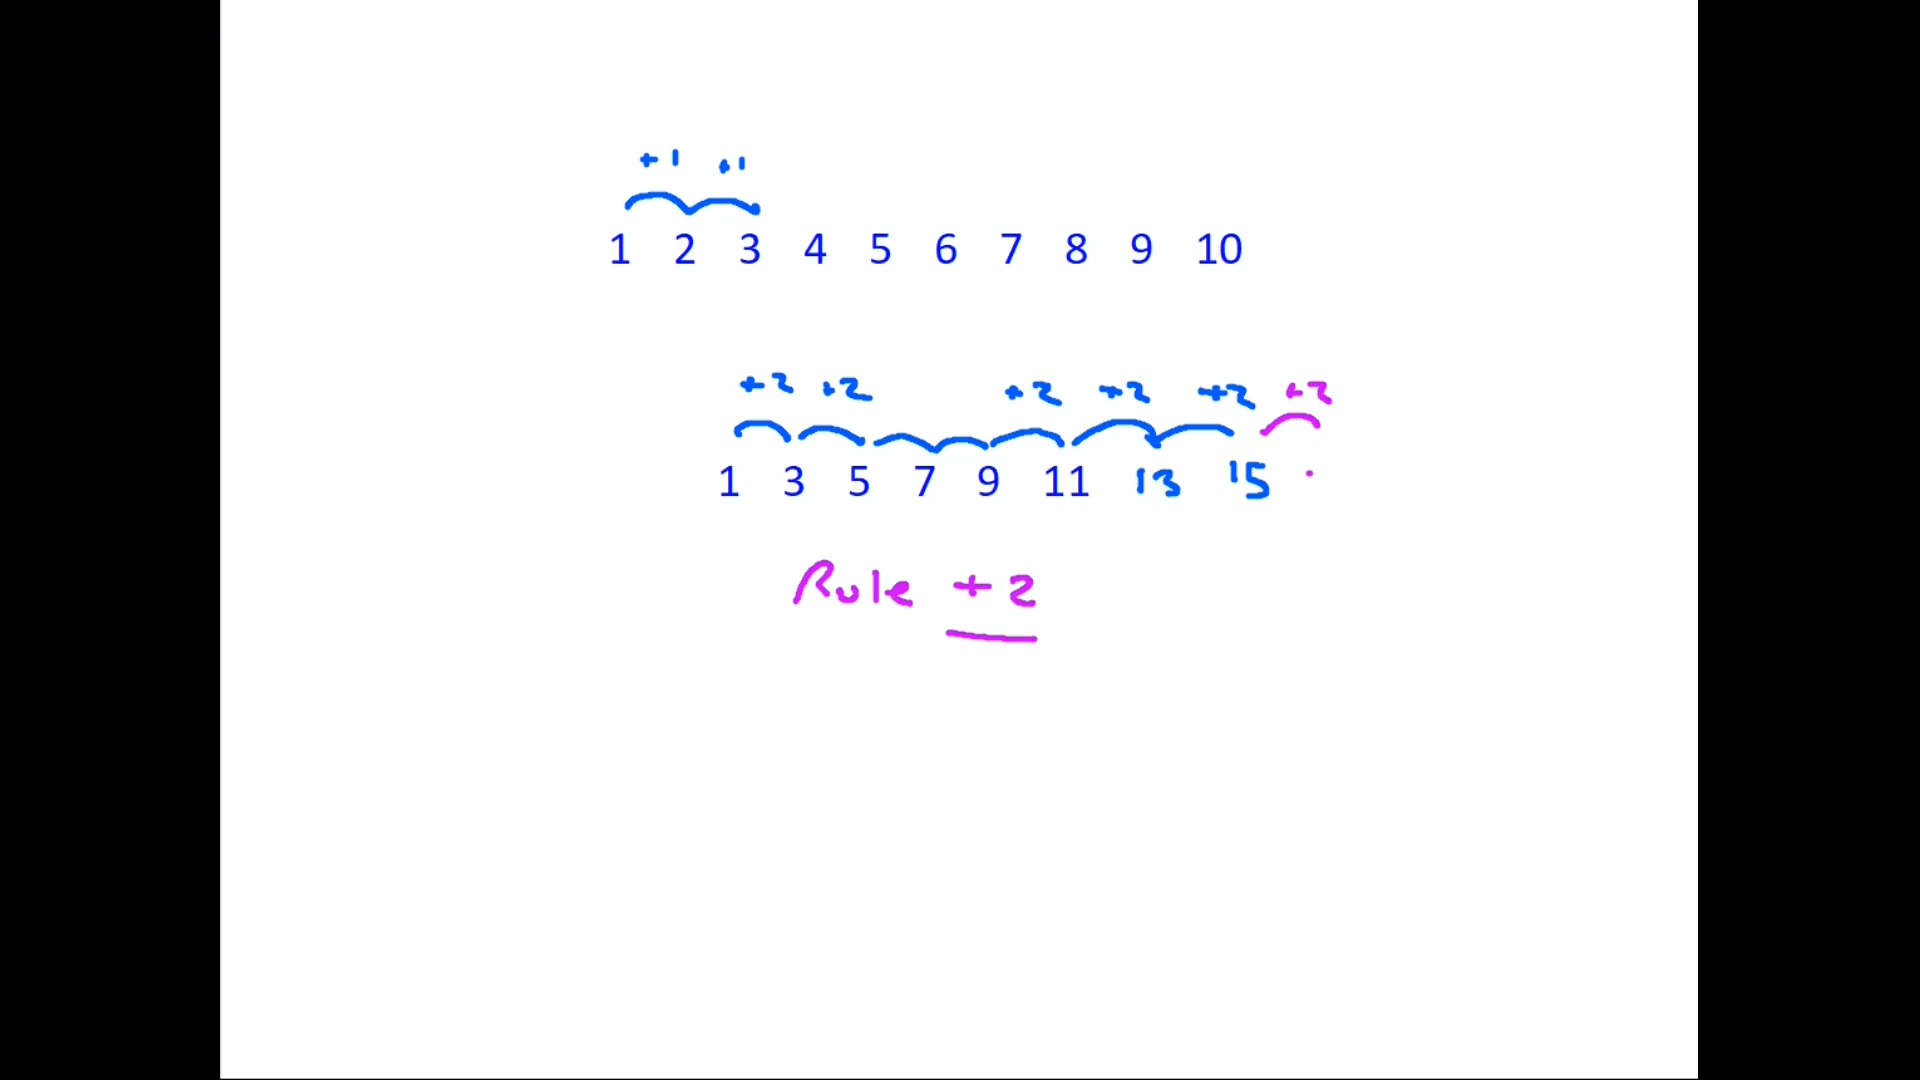 +1 +1
1 2 3 4 5 6 7 8 9 10
+2 +2 +2 +2 +2 +2
1 3 5 7 9 11 13 15
Rule +2